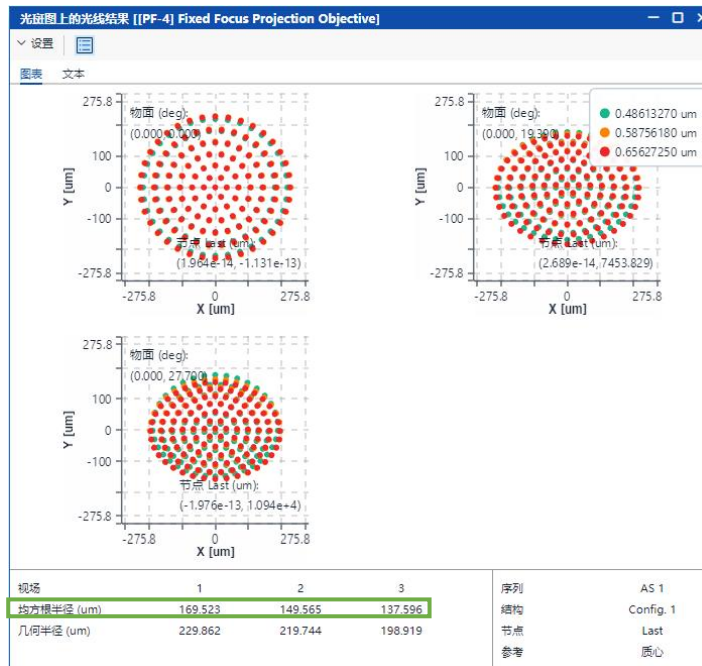 光斑图上的光线结果 [[PF-4] Fixed Focus Projection Objective]
设置
图表 文本
275.8
100
0
-100
-275.8
Y [um]
物面 (deg):
(0.000, 0.000)
节点 Last (um):
(1.964e-14, -1.131e-13)
-275.8 0 275.8
X [um]
275.8
100
0
-100
-275.8
Y [um]
物面 (deg):
(0.000, 19.390)
节点 Last (um):
(2.689e-14, 7453.829)
-275.8 0 275.8
X [um]
0.48613270 um
0.58756180 um
0.65627250 um
275.8
100
0
-100
-275.8
Y [um]
物面 (deg):
(0.000, 27.700)
节点 Last (um):
(-1.976e-13, 1.094e+4)
-275.8 0 275.8
X [um]
视场 1 2 3
均方根半径 (um) 169.523 149.565 137.596
几何半径 (um) 229.862 219.744 198.919
序列 AS 1
结构 Config. 1
节点 Last
参考 质心